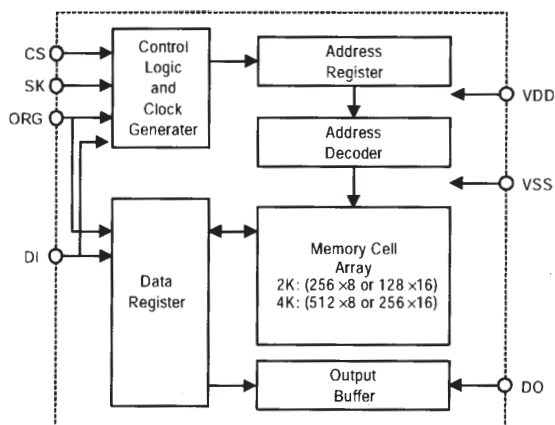 CS
SK
ORG
DI
Control
Logic
and
Clock
Generater
Address
Register
VDD
Address
Decoder
VSS
Data
Register
Memory Cell
Array
2K: (256 ×8 or 128 ×16)
4K: (512 ×8 or 256 ×16)
Output
Buffer
DO